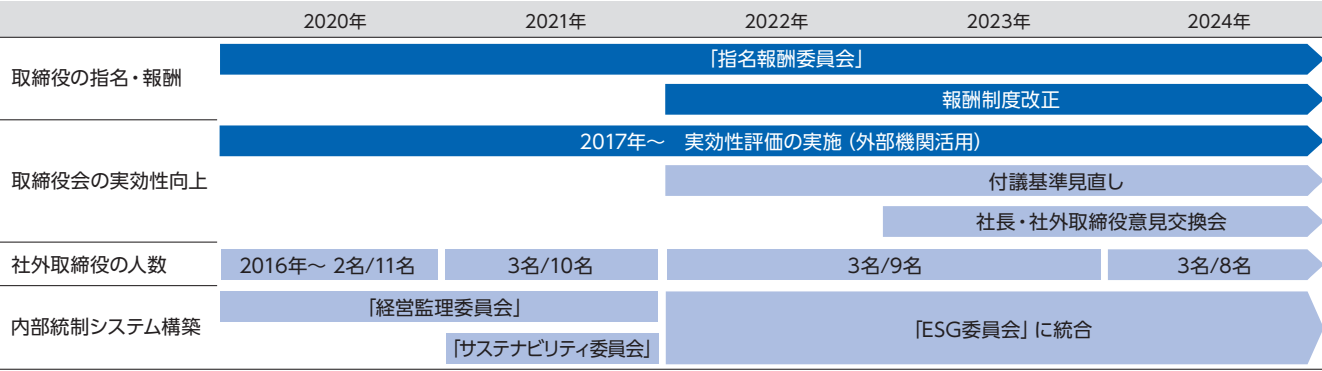 2020年 2021年 2022年 2023年 2024年
取締役の指名・報酬
「指名報酬委員会」
報酬制度改正
取締役会の実効性向上
2017年～ 実効性評価の実施（外部機関活用）
付議基準見直し
社長・社外取締役意見交換会
社外取締役の人数 2016年～ 2名/11名 3名/10名 3名/9名 3名/8名
内部統制システム構築
「経営監理委員会」
「サステナビリティ委員会」
「ESG委員会」に統合